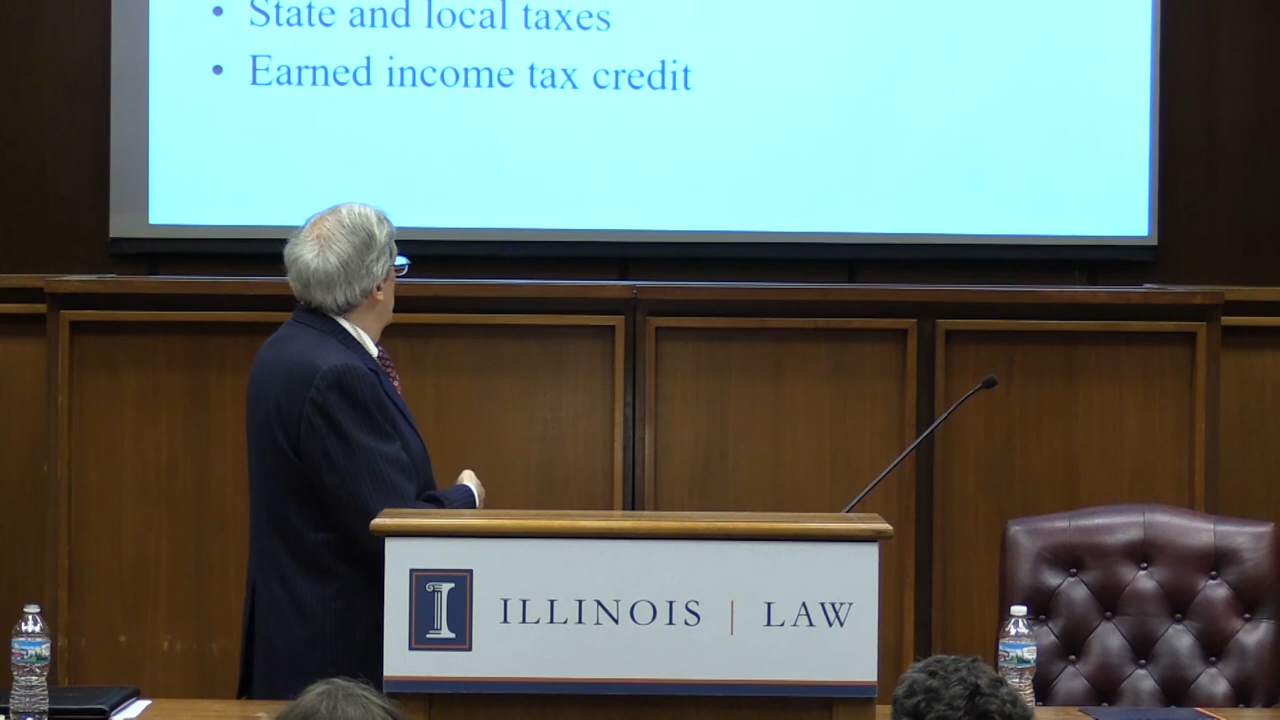 • State and local taxes
• Earned income tax credit
I ILLINOIS | LAW